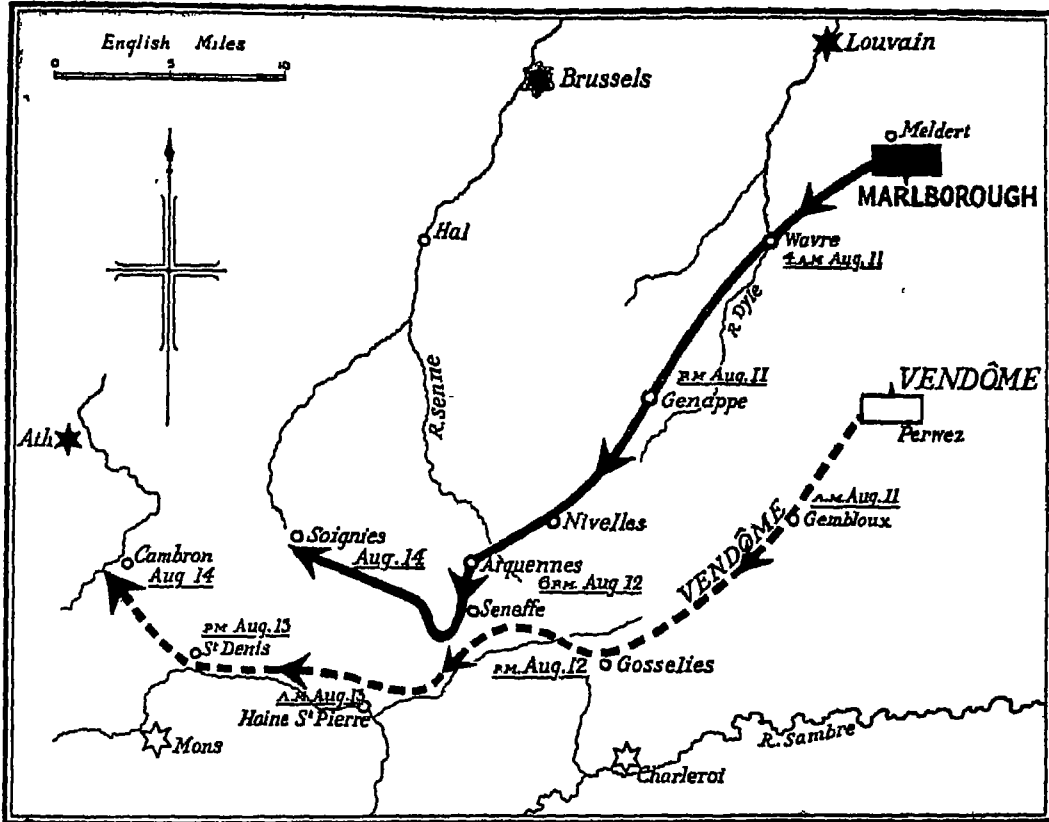 English Miles
0 5 10
Louvain
Brussels
Meldert
MARLBOROUGH
Hal
Wavre
4 A.M Aug. 11
R Dyle
P.M Aug. 11
Genappe
VENDÔME
Perwez
R. Senne
Ath
A.M Aug. 11
Gembloux
VENDÔME
Nivelles
Soignies
Aug. 14
Arquennes
6 P.M. Aug 12
Cambron
Aug 14
Seneffe
P.M Aug. 13
St Denis
P.M. Aug. 12
Gosselies
A.M Aug. 13
Haine St Pierre
Mons
R. Sambre
Charleroi